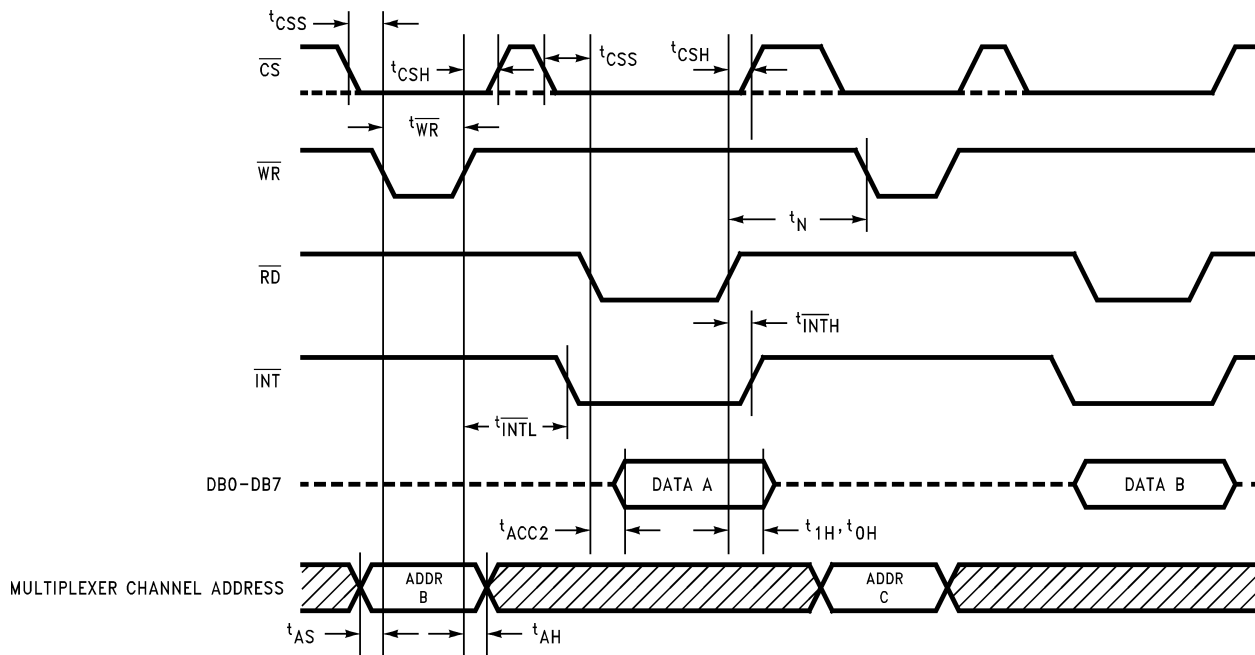 tCSS
CS
tCSH
tCSS
tCSH
tWR
WR
tN
RD
tINTH
INT
tINTL
DB0-DB7
DATA A
DATA B
tACC2
t1H, t0H
MULTIPLEXER CHANNEL ADDRESS
ADDR
B
ADDR
C
tAS
tAH